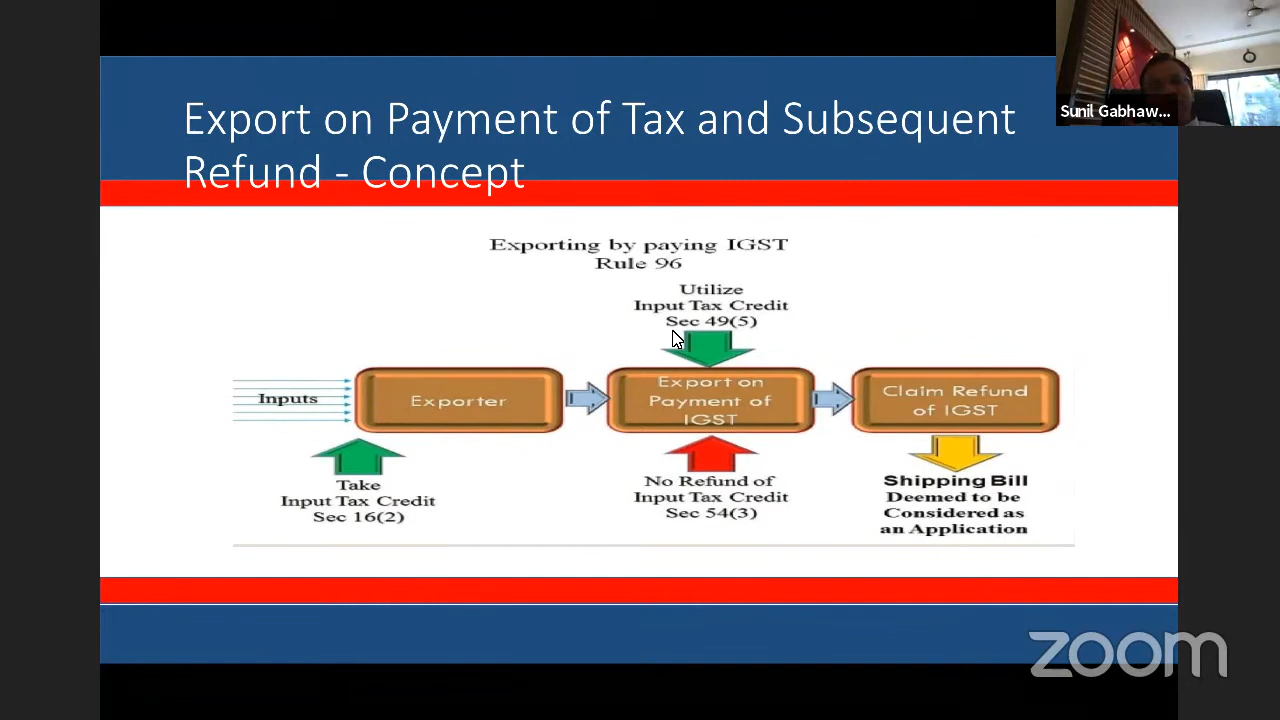 Export on Payment of Tax and Subsequent
Refund - Concept
Sunil Gabhaw...
Exporting by paying IGST
Rule 96
Utilize
Input Tax Credit
Sec 49(5)
Inputs
Exporter
Export on
Payment of
IGST
Claim Refund
of IGST
Take
Input Tax Credit
Sec 16(2)
No Refund of
Input Tax Credit
Sec 54(3)
Shipping Bill
Deemed to be
Considered as
an Application
zoom